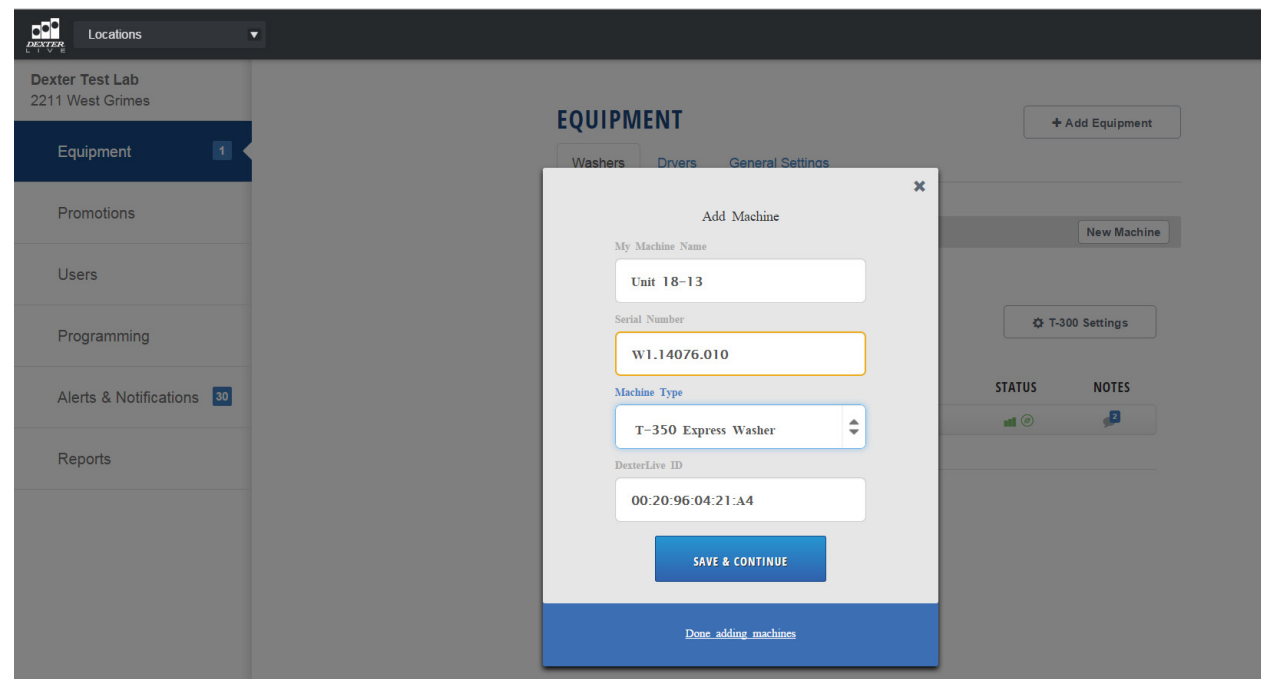 DEXTER
LIVE
Locations
Dexter Test Lab
2211 West Grimes
Equipment 1
Promotions
Users
Programming
Alerts & Notifications 30
Reports
EQUIPMENT
+ Add Equipment
Washers Dryers General Settings
New Machine
T-300 Settings
STATUS NOTES
2
Add Machine
My Machine Name
Unit 18-13
Serial Number
W1.14076.010
Machine Type
T-350 Express Washer
DexterLive ID
00:20:96:04:21:A4
SAVE & CONTINUE
Done adding machines